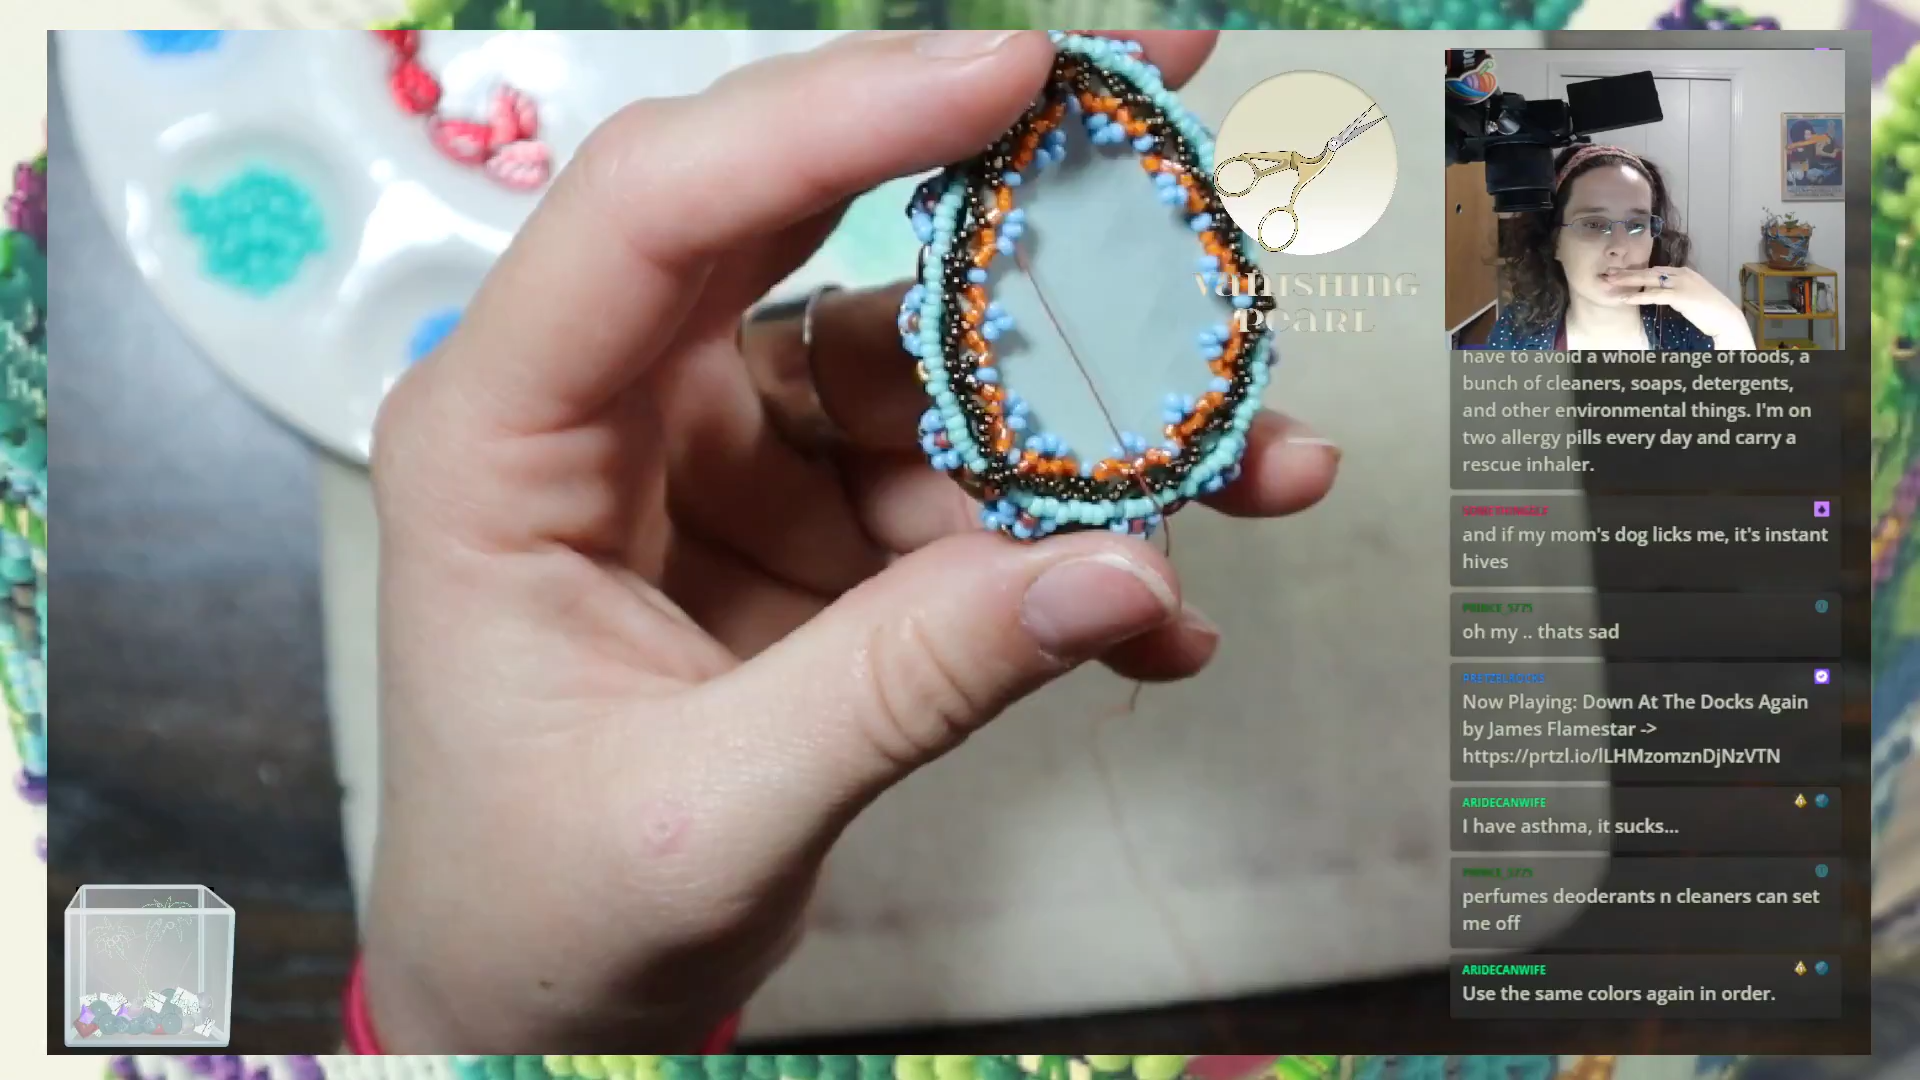 VANISHING
PEARL
have to avoid a whole range of foods, a
bunch of cleaners, soaps, detergents,
and other environmental things. I'm on
two allergy pills every day and carry a
rescue inhaler.
and if my mom's dog licks me, it's instant
hives
PRINCE_5775
oh my .. thats sad
PRETZELROCKS
Now Playing: Down At The Docks Again
by James Flamestar ->
https://prtzl.io/lLHMzomznDjNzVTN
ARIDECANWIFE
I have asthma, it sucks...
PRINCE_5775
perfumes deoderants n cleaners can set
me off
ARIDECANWIFE
Use the same colors again in order.